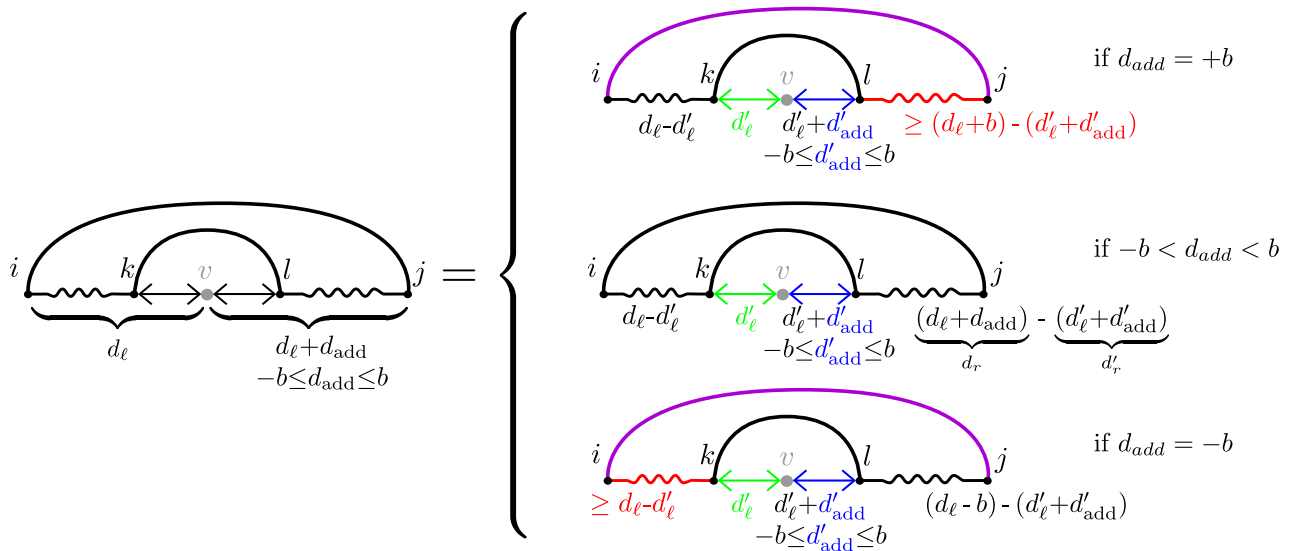 i k v l j
d_ℓ
d_ℓ+d_add
−b≤d_add≤b
=
i k v l j if d_add = +b
d_ℓ-d′_ℓ d′_ℓ d′_ℓ+d′_add ≥ (d_ℓ+b) - (d′_ℓ+d′_add)
−b≤d′_add≤b
i k v l j if −b < d_add < b
d_ℓ-d′_ℓ d′_ℓ d′_ℓ+d′_add (d_ℓ+d_add) - (d′_ℓ+d′_add)
−b≤d′_add≤b d_r d′_r
i k v l j if d_add = −b
≥ d_ℓ-d′_ℓ d′_ℓ d′_ℓ+d′_add (d_ℓ - b) - (d′_ℓ+d′_add)
−b≤d′_add≤b